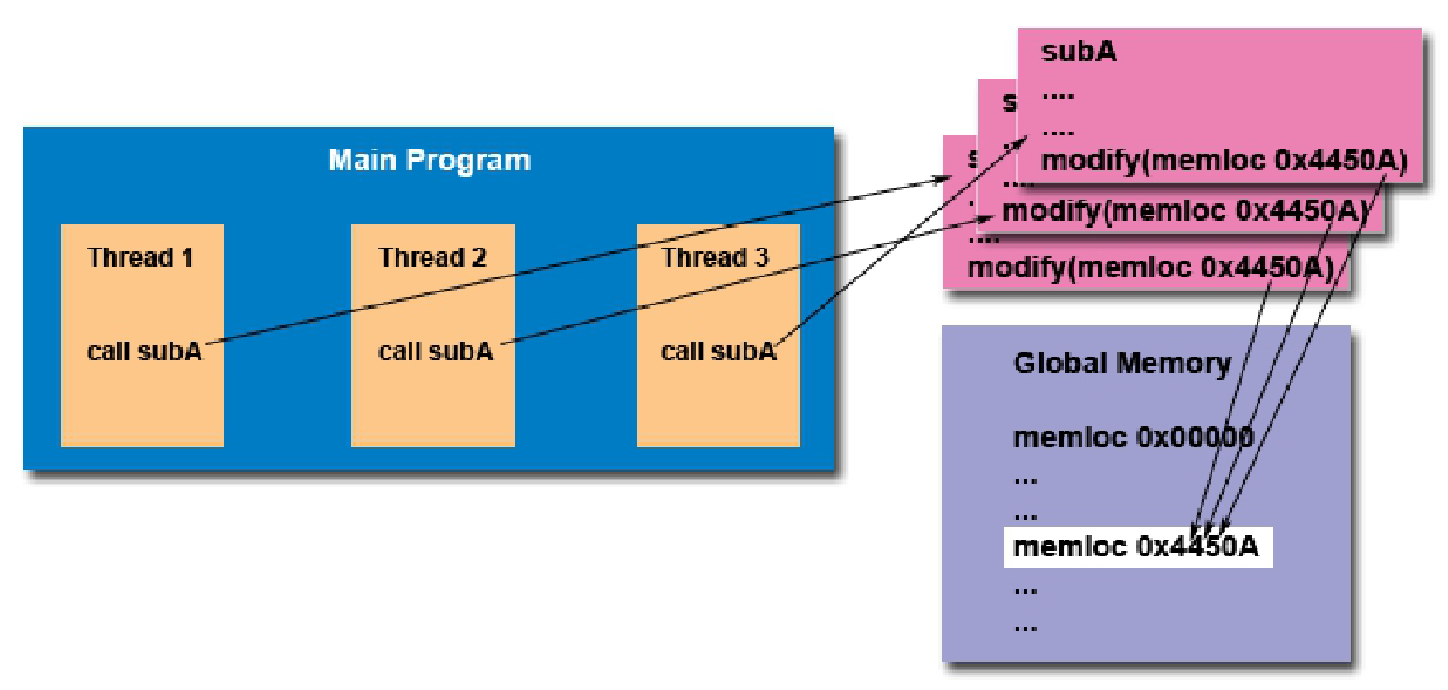 Main Program
Thread 1
call subA
Thread 2
call subA
Thread 3
call subA
subA
....
....
modify(memloc 0x4450A)
s
....
modify(memloc 0x4450A)
s
....
modify(memloc 0x4450A)
Global Memory
memloc 0x00000
...
...
memloc 0x4450A
...
...